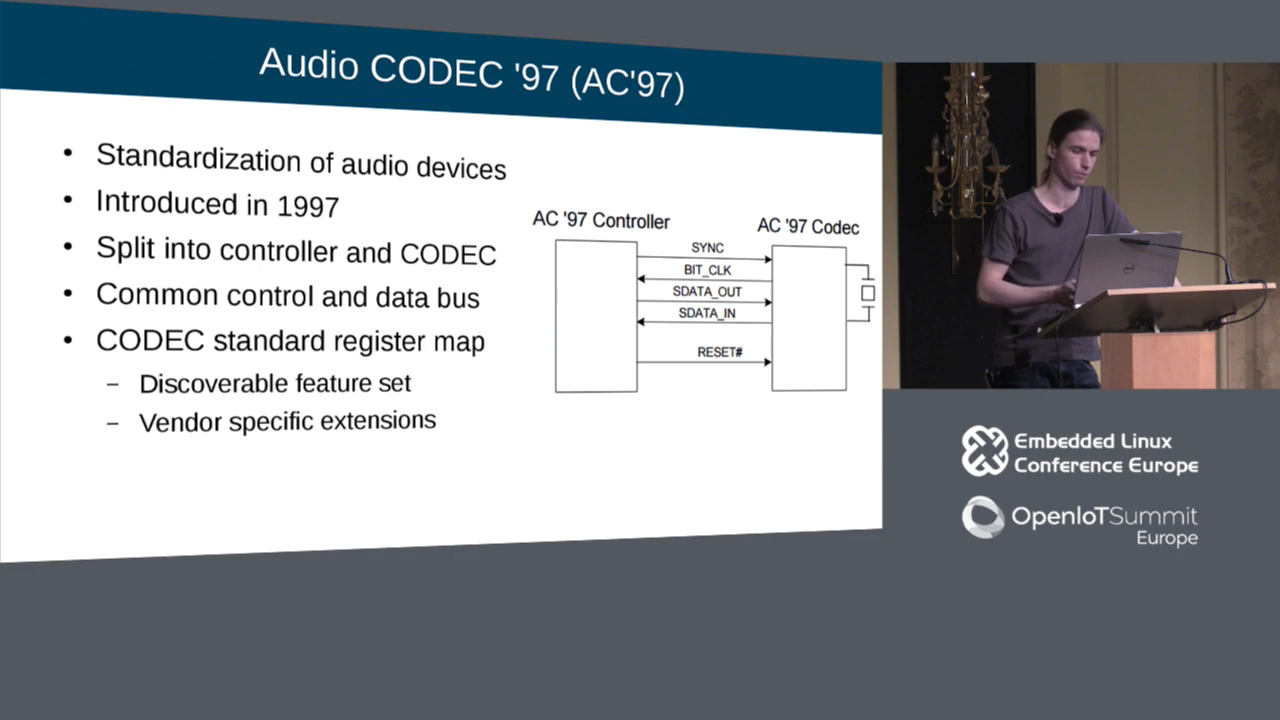 Audio CODEC '97 (AC'97)
• Standardization of audio devices
• Introduced in 1997
• Split into controller and CODEC
• Common control and data bus
• CODEC standard register map
– Discoverable feature set
– Vendor specific extensions
AC '97 Controller
AC '97 Codec
SYNC
BIT_CLK
SDATA_OUT
SDATA_IN
RESET#
DELL
Embedded Linux
Conference Europe
OpenIoTSummit
Europe